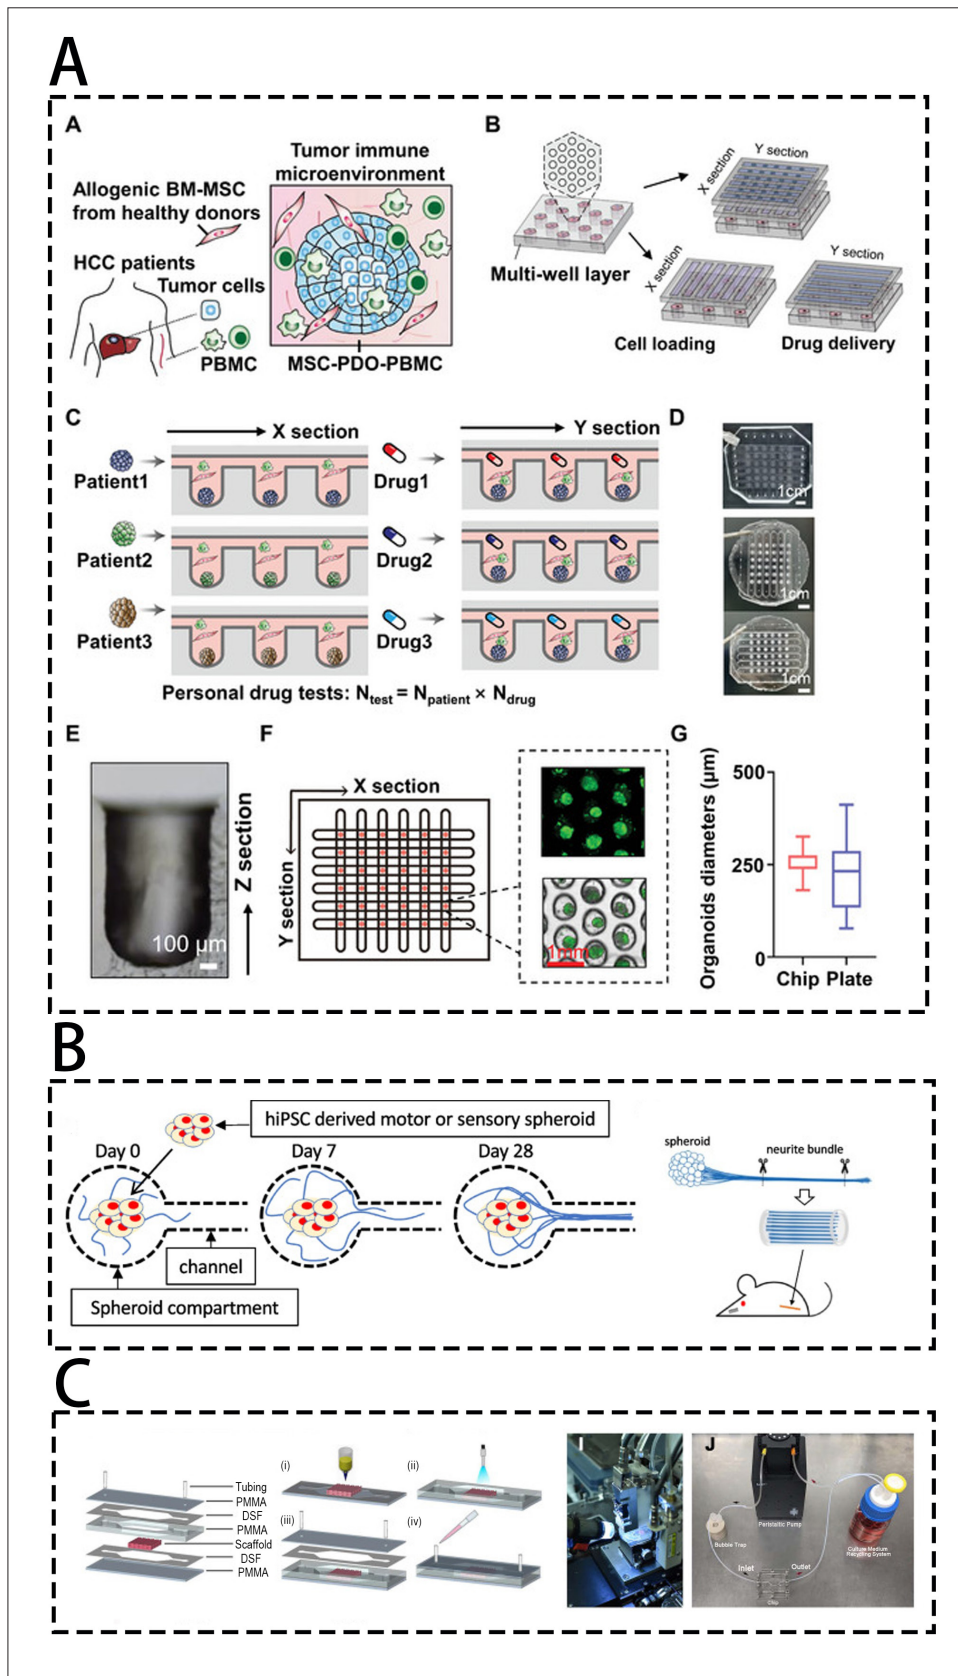 A
A
Allogenic BM-MSC
from healthy donors
HCC patients
Tumor cells
PBMC
Tumor immune
microenvironment
MSC-PDO-PBMC
B
Multi-well layer
X section
Y section
X section
Y section
Cell loading
Drug delivery
C
X section
Y section
Patient1
Drug1
Patient2
Drug2
Patient3
Drug3
Personal drug tests: Ntest = Npatient × Ndrug
D
1cm
1cm
1cm
E
100 µm
Z section
F
X section
Y section
1mm
G
Organoids diameters (µm)
500
250
0
Chip Plate
B
hiPSC derived motor or sensory spheroid
Day 0
Day 7
Day 28
channel
Spheroid compartment
spheroid
neurite bundle
C
Tubing
PMMA
DSF
PMMA
Scaffold
DSF
PMMA
(i)
(ii)
(iii)
(iv)
I
J
Peristaltic Pump
Bubble Trap
Culture Medium
Recycling System
Inlet
Outlet
Chip